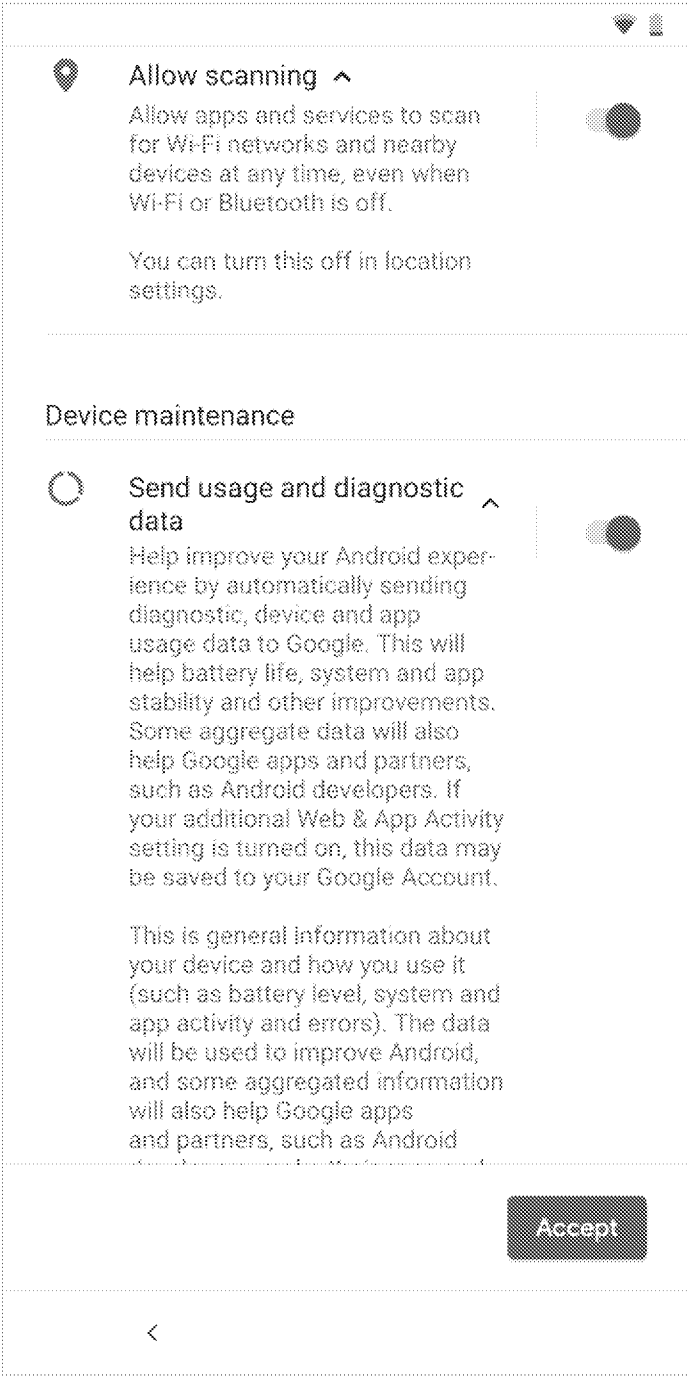 Allow scanning
Allow apps and services to scan
for Wi-Fi networks and nearby
devices at any time, even when
Wi-Fi or Bluetooth is off.
You can turn this off in location
settings.
Device maintenance
Send usage and diagnostic
data
Help improve your Android exper-
ience by automatically sending
diagnostic, device and app
usage data to Google. This will
help battery life, system and app
stability and other improvements.
Some aggregate data will also
help Google apps and partners,
such as Android developers. If
your additional Web & App Activity
setting is turned on, this data may
be saved to your Google Account.
This is general information about
your device and how you use it
(such as battery level, system and
app activity and errors). The data
will be used to improve Android,
and some aggregated information
will also help Google apps
and partners, such as Android
Accept